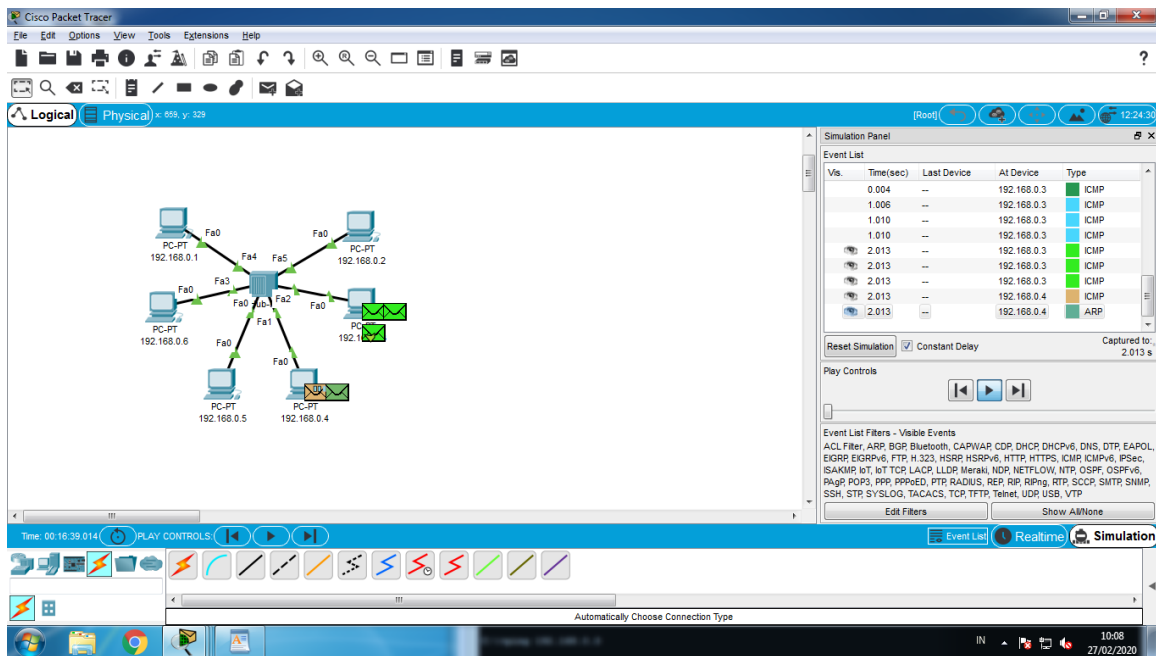 Cisco Packet Tracer
File Edit Options View Tools Extensions Help
?
Logical Physical x: 659, y: 329 [Root] 12:24:30
Simulation Panel
Event List
Vis. Time(sec) Last Device At Device Type
0.004 -- 192.168.0.3 ICMP
1.006 -- 192.168.0.3 ICMP
1.010 -- 192.168.0.3 ICMP
1.010 -- 192.168.0.3 ICMP
2.013 -- 192.168.0.3 ICMP
2.013 -- 192.168.0.3 ICMP
2.013 -- 192.168.0.3 ICMP
2.013 -- 192.168.0.4 ICMP
2.013 -- 192.168.0.4 ARP
Reset Simulation Constant Delay Captured to:
2.013 s
Play Controls
Event List Filters - Visible Events
ACL Filter, ARP, BGP, Bluetooth, CAPWAP, CDP, DHCP, DHCPv6, DNS, DTP, EAPOL,
EIGRP, EIGRPv6, FTP, H.323, HSRP, HSRPv6, HTTP, HTTPS, ICMP, ICMPv6, IPSec,
ISAKMP, IoT, IoT TCP, LACP, LLDP, Meraki, NDP, NETFLOW, NTP, OSPF, OSPFv6,
PAgP, POP3, PPP, PPPoED, PTP, RADIUS, REP, RIP, RIPng, RTP, SCCP, SMTP, SNMP,
SSH, STP, SYSLOG, TACACS, TCP, TFTP, Telnet, UDP, USB, VTP
Edit Filters Show All/None
Fa0
PC-PT
192.168.0.1
Fa0
PC-PT
192.168.0.2
Fa4 Fa5
Fa3
Fa0
PC-PT
192.168.0.6
Fa0 Fa2 Fa0
Fa1
Fa0
PC-PT
192.168.0.5
Fa0
PC-PT
192.168.0.4
Time: 00:16:39.014 PLAY CONTROLS: Event List Realtime Simulation
Automatically Choose Connection Type
IN 10:08
27/02/2020